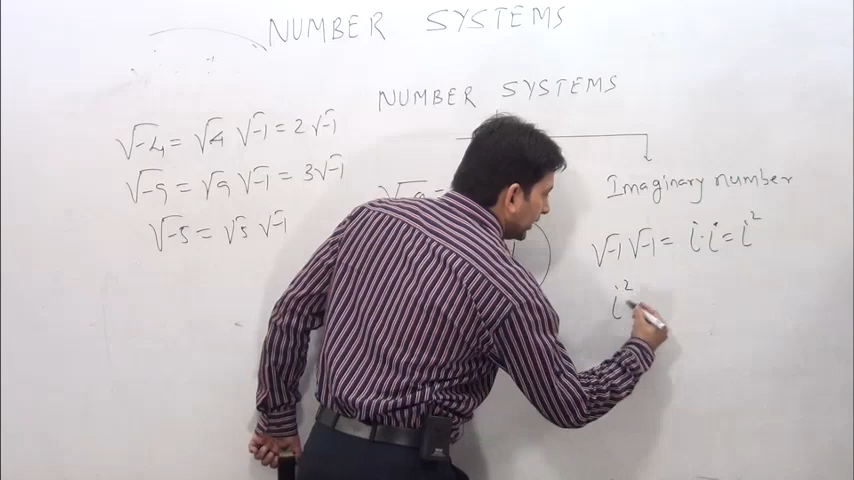 NUMBER SYSTEMS
NUMBER SYSTEMS
√-4 = √4 √-1 = 2√-1
√-9 = √9 √-1 = 3√-1
√-5 = √5 √-1
√-9 =
Imaginary number
√-1 √-1 = i·i = i²
i²